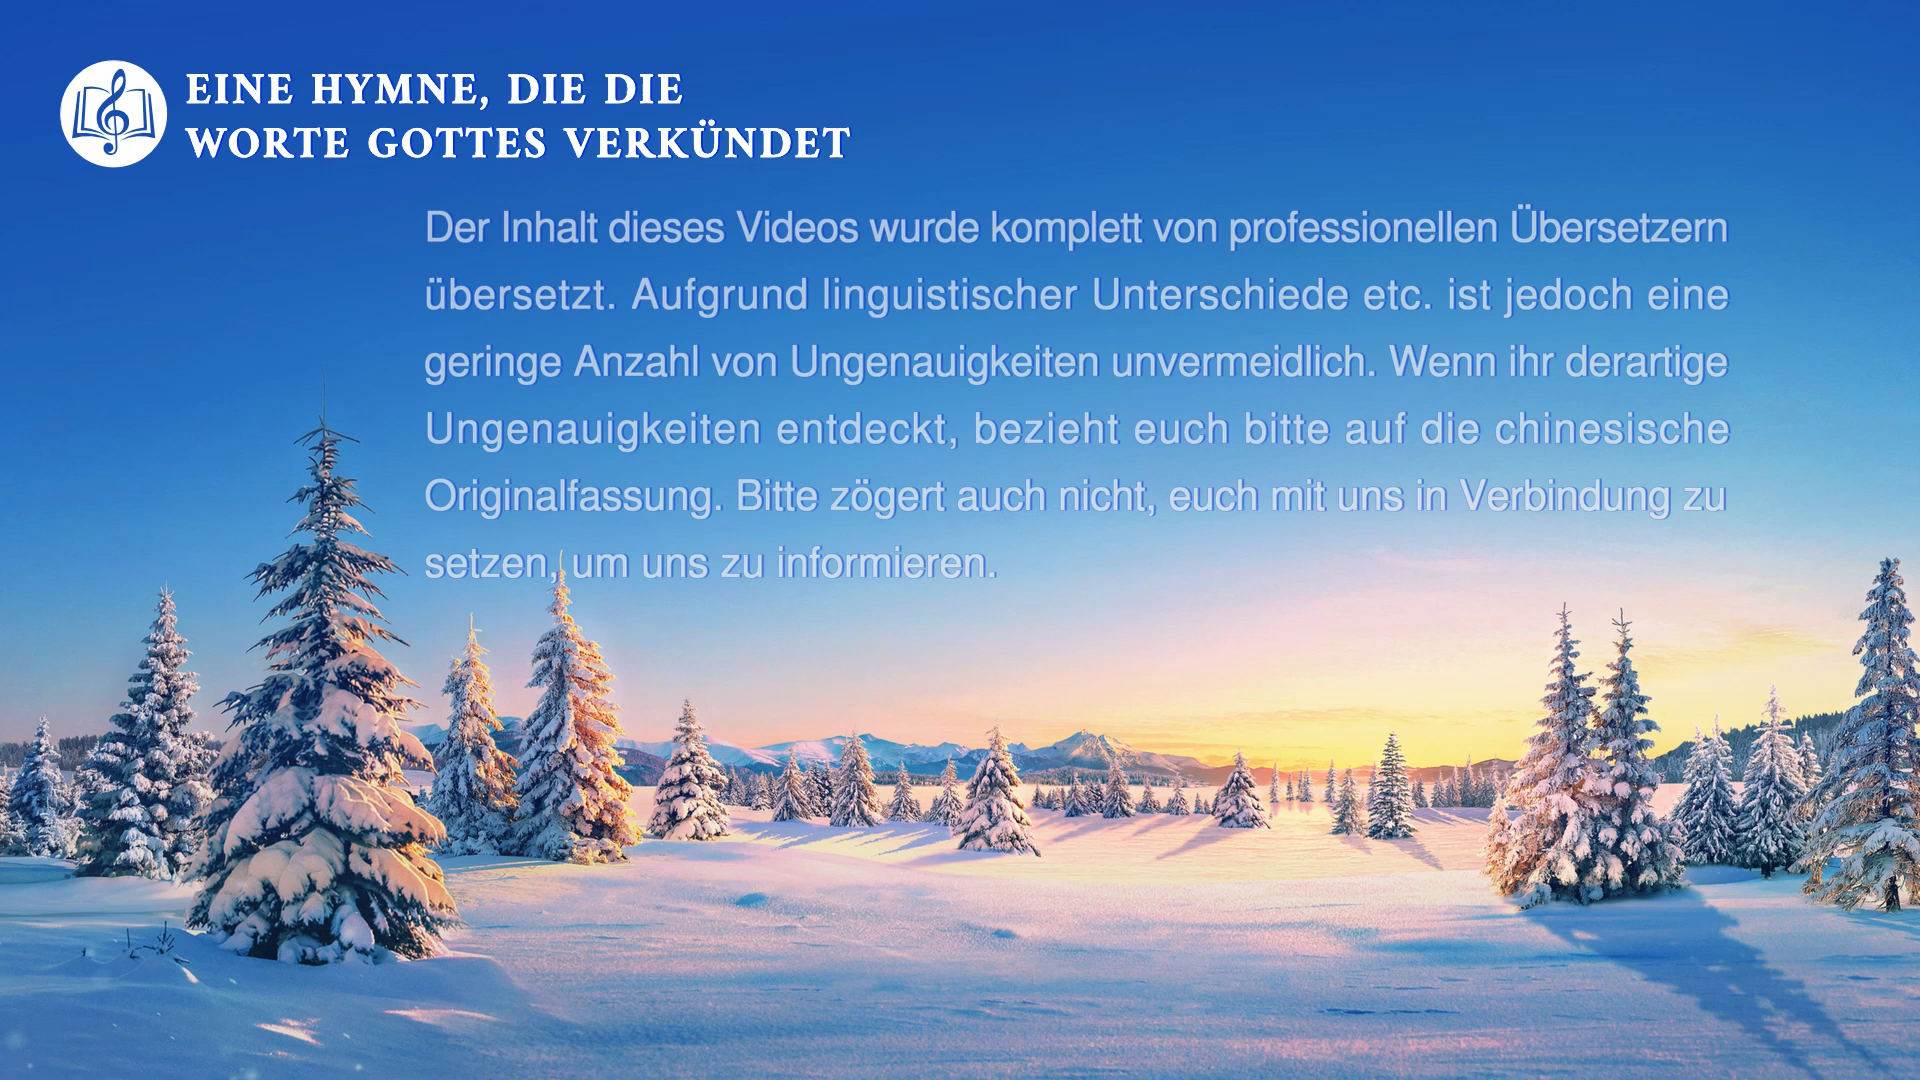 EINE HYMNE, DIE DIE
WORTE GOTTES VERKÜNDET
Der Inhalt dieses Videos wurde komplett von professionellen Übersetzern
übersetzt. Aufgrund linguistischer Unterschiede etc. ist jedoch eine
geringe Anzahl von Ungenauigkeiten unvermeidlich. Wenn ihr derartige
Ungenauigkeiten entdeckt, bezieht euch bitte auf die chinesische
Originalfassung. Bitte zögert auch nicht, euch mit uns in Verbindung zu
setzen, um uns zu informieren.